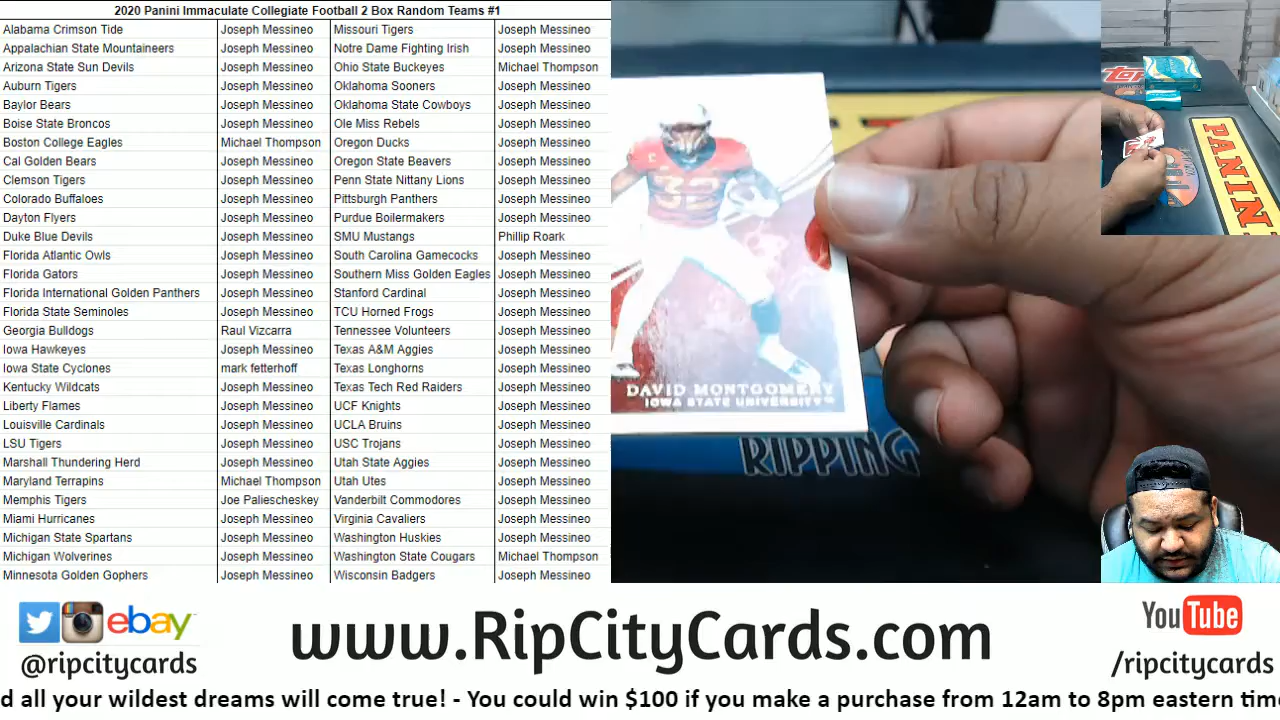 2020 Panini Immaculate Collegiate Football 2 Box Random Teams #1
Alabama Crimson Tide Joseph Messineo Missouri Tigers Joseph Messineo
Appalachian State Mountaineers Joseph Messineo Notre Dame Fighting Irish Joseph Messineo
Arizona State Sun Devils Joseph Messineo Ohio State Buckeyes Michael Thompson
Auburn Tigers Joseph Messineo Oklahoma Sooners Joseph Messineo
Baylor Bears Joseph Messineo Oklahoma State Cowboys Joseph Messineo
Boise State Broncos Joseph Messineo Ole Miss Rebels Joseph Messineo
Boston College Eagles Michael Thompson Oregon Ducks Joseph Messineo
Cal Golden Bears Joseph Messineo Oregon State Beavers Joseph Messineo
Clemson Tigers Joseph Messineo Penn State Nittany Lions Joseph Messineo
Colorado Buffaloes Joseph Messineo Pittsburgh Panthers Joseph Messineo
Dayton Flyers Joseph Messineo Purdue Boilermakers Joseph Messineo
Duke Blue Devils Joseph Messineo SMU Mustangs Phillip Roark
Florida Atlantic Owls Joseph Messineo South Carolina Gamecocks Joseph Messineo
Florida Gators Joseph Messineo Southern Miss Golden Eagles Joseph Messineo
Florida International Golden Panthers Joseph Messineo Stanford Cardinal Joseph Messineo
Florida State Seminoles Joseph Messineo TCU Horned Frogs Joseph Messineo
Georgia Bulldogs Raul Vizcarra Tennessee Volunteers Joseph Messineo
Iowa Hawkeyes Joseph Messineo Texas A&M Aggies Joseph Messineo
Iowa State Cyclones mark fetterhoff Texas Longhorns Joseph Messineo
Kentucky Wildcats Joseph Messineo Texas Tech Red Raiders Joseph Messineo
Liberty Flames Joseph Messineo UCF Knights Joseph Messineo
Louisville Cardinals Joseph Messineo UCLA Bruins Joseph Messineo
LSU Tigers Joseph Messineo USC Trojans Joseph Messineo
Marshall Thundering Herd Joseph Messineo Utah State Aggies Joseph Messineo
Maryland Terrapins Michael Thompson Utah Utes Joseph Messineo
Memphis Tigers Joe Paliescheskey Vanderbilt Commodores Joseph Messineo
Miami Hurricanes Joseph Messineo Virginia Cavaliers Joseph Messineo
Michigan State Spartans Joseph Messineo Washington Huskies Joseph Messineo
Michigan Wolverines Joseph Messineo Washington State Cougars Michael Thompson
Minnesota Golden Gophers Joseph Messineo Wisconsin Badgers Joseph Messineo
32
DAVID MONTGOMERY
IOWA STATE UNIVERSITY™
RIPPING
PANINI
ebay
@ripcitycards
www.RipCityCards.com
YouTube
/ripcitycards
d all your wildest dreams will come true! - You could win $100 if you make a purchase from 12am to 8pm eastern time